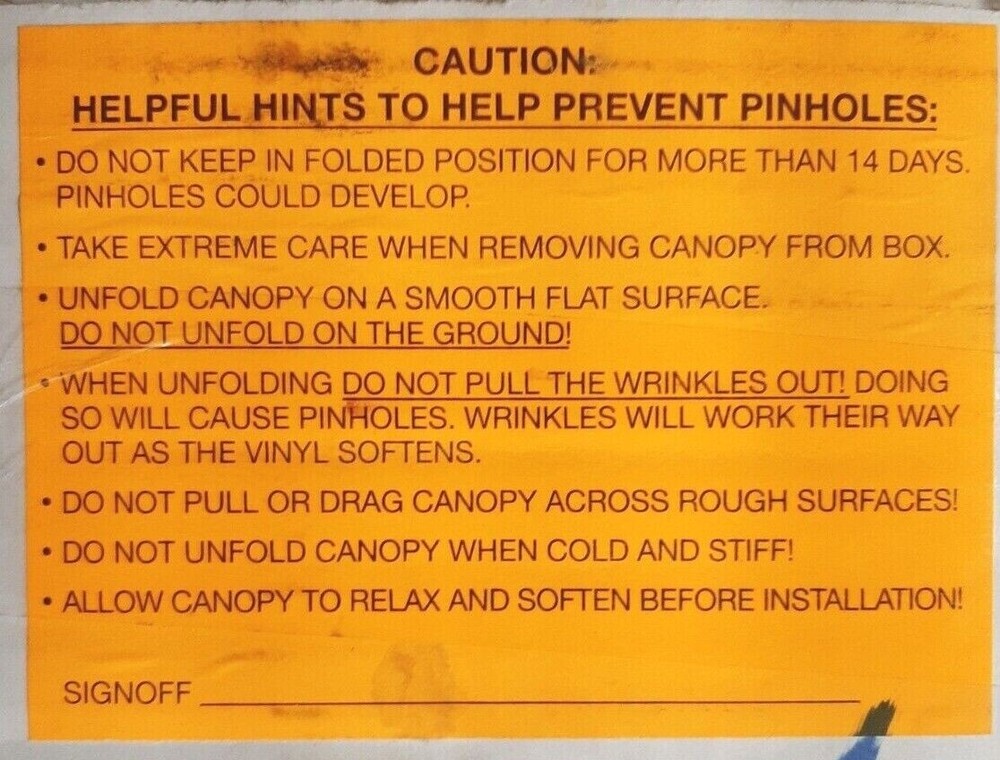 CAUTION:
HELPFUL HINTS TO HELP PREVENT PINHOLES:
• DO NOT KEEP IN FOLDED POSITION FOR MORE THAN 14 DAYS.
PINHOLES COULD DEVELOP.
• TAKE EXTREME CARE WHEN REMOVING CANOPY FROM BOX.
• UNFOLD CANOPY ON A SMOOTH FLAT SURFACE.
DO NOT UNFOLD ON THE GROUND!
• WHEN UNFOLDING DO NOT PULL THE WRINKLES OUT! DOING
SO WILL CAUSE PINHOLES. WRINKLES WILL WORK THEIR WAY
OUT AS THE VINYL SOFTENS.
• DO NOT PULL OR DRAG CANOPY ACROSS ROUGH SURFACES!
• DO NOT UNFOLD CANOPY WHEN COLD AND STIFF!
• ALLOW CANOPY TO RELAX AND SOFTEN BEFORE INSTALLATION!
SIGNOFF